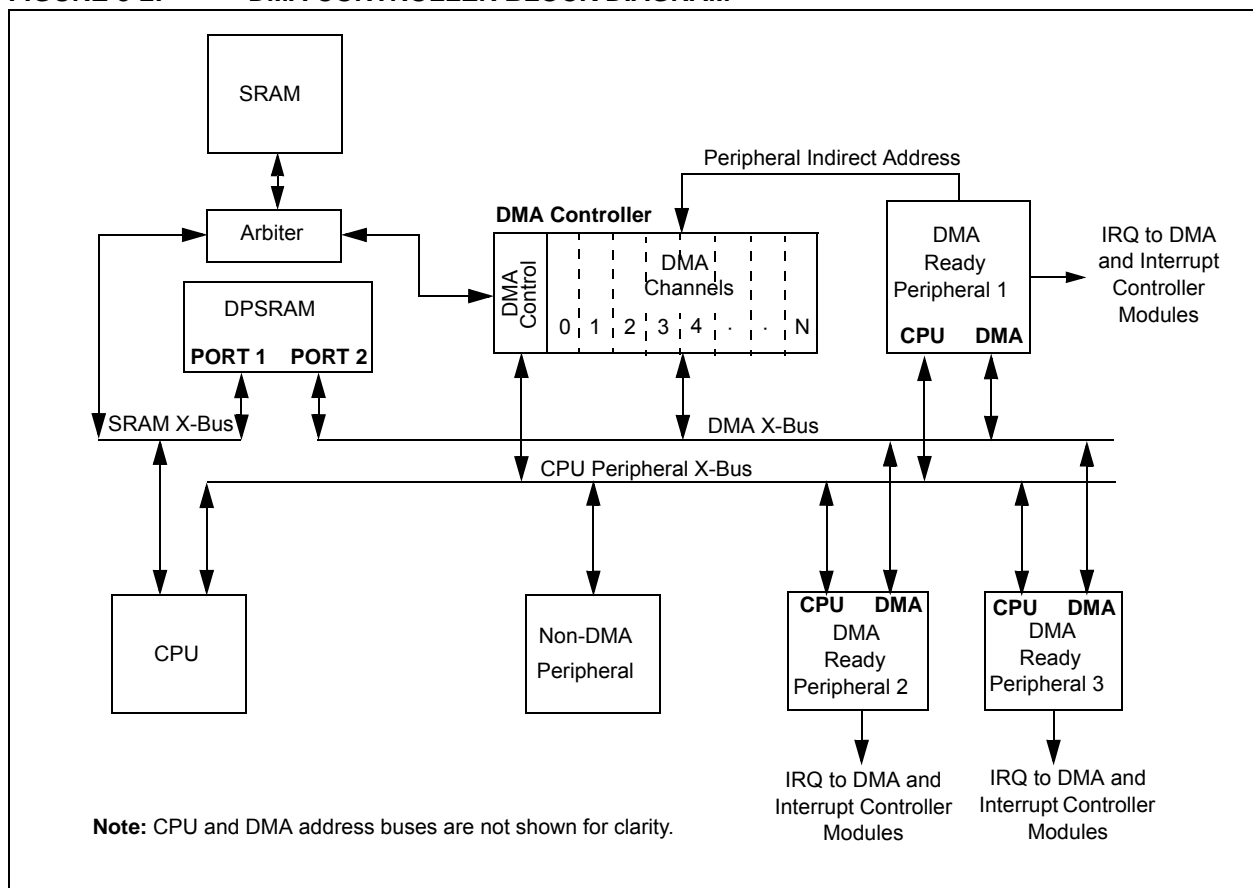 SRAM
Peripheral Indirect Address
DMA Controller
Arbiter
DMA
Control
DMA
Channels
0 1 2 3 4 . . N
DMA
Ready
Peripheral 1
CPU DMA
IRQ to DMA
and Interrupt
Controller
Modules
DPSRAM
PORT 1 PORT 2
SRAM X-Bus
DMA X-Bus
CPU Peripheral X-Bus
CPU
Non-DMA
Peripheral
CPU DMA
DMA
Ready
Peripheral 2
CPU DMA
DMA
Ready
Peripheral 3
IRQ to DMA and
Interrupt Controller
Modules
IRQ to DMA and
Interrupt Controller
Modules
Note: CPU and DMA address buses are not shown for clarity.